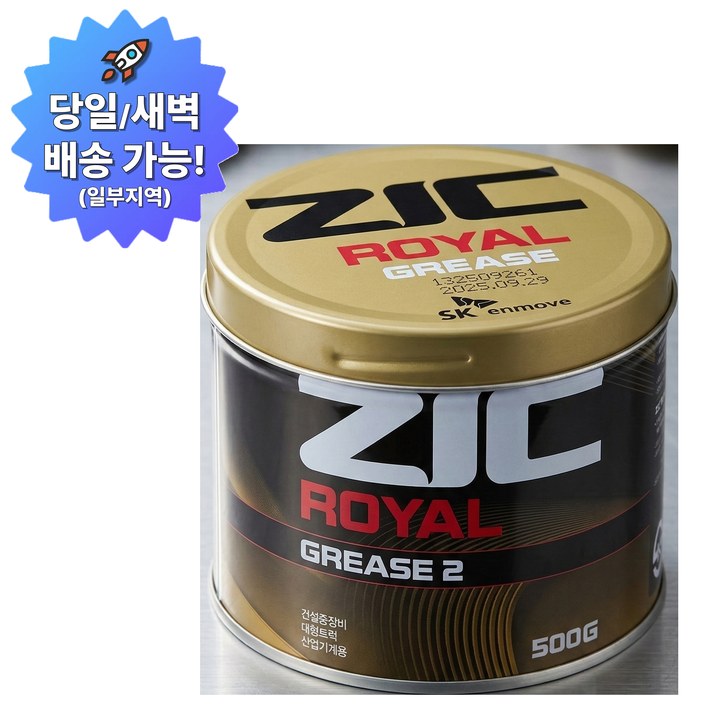 당일/새벽
배송 가능!
(일부지역)
ZIC
ROYAL
GREASE
132509261
2025.09.29
SK enmove
ZIC
ROYAL
GREASE 2
건설중장비
대형트럭
산업기계용
500G